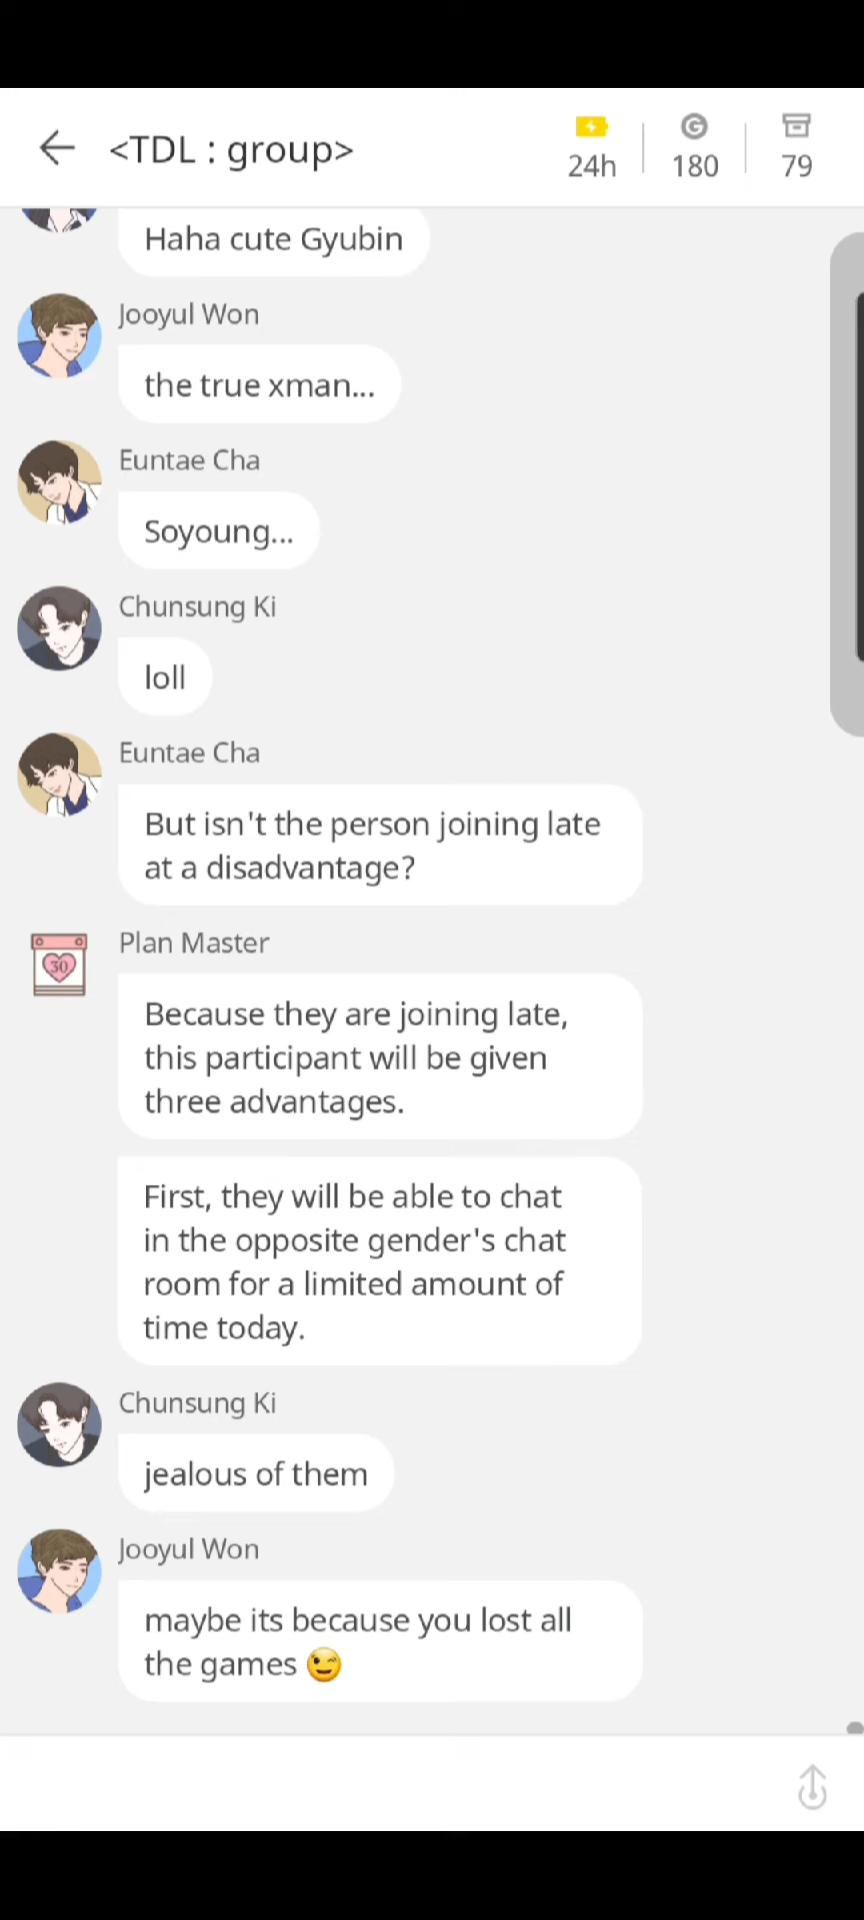 <TDL : group>
24h
180
79
Haha cute Gyubin
Jooyul Won
the true xman...
Euntae Cha
Soyoung...
Chunsung Ki
loll
Euntae Cha
But isn't the person joining late
at a disadvantage?
30
Plan Master
Because they are joining late,
this participant will be given
three advantages.
First, they will be able to chat
in the opposite gender's chat
room for a limited amount of
time today.
Chunsung Ki
jealous of them
Jooyul Won
maybe its because you lost all
the games 😉